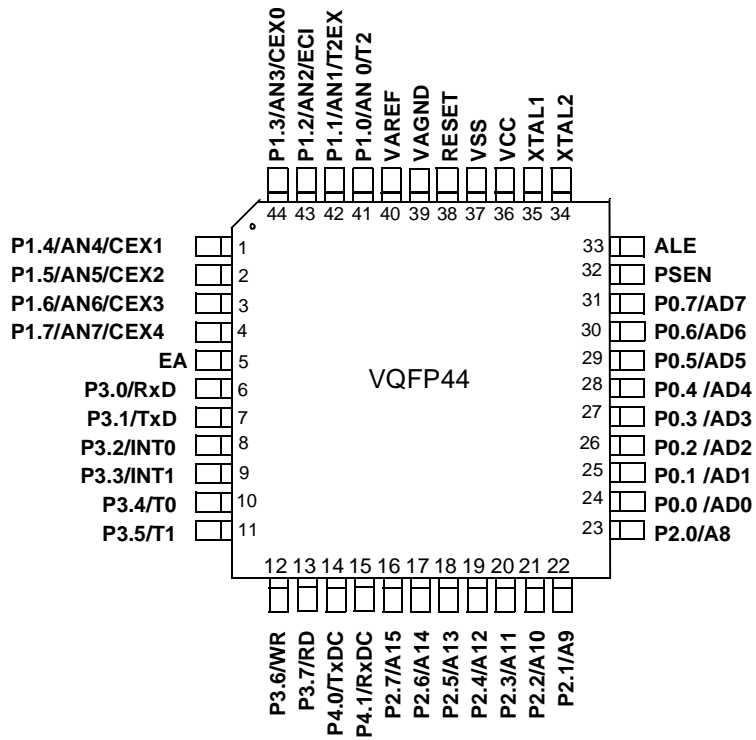 P1.3/AN3/CEX0
P1.2/AN2/ECI
P1.1/AN1/T2EX
P1.0/AN 0/T2
VAREF
VAGND
RESET
VSS
VCC
XTAL1
XTAL2
44 43 42 41 40 39 38 37 36 35 34
P1.4/AN4/CEX1 1
P1.5/AN5/CEX2 2
P1.6/AN6/CEX3 3
P1.7/AN7/CEX4 4
EA 5
P3.0/RxD 6
P3.1/TxD 7
P3.2/INT0 8
P3.3/INT1 9
P3.4/T0 10
P3.5/T1 11
VQFP44
33 ALE
32 PSEN
31 P0.7/AD7
30 P0.6/AD6
29 P0.5/AD5
28 P0.4 /AD4
27 P0.3 /AD3
26 P0.2 /AD2
25 P0.1 /AD1
24 P0.0 /AD0
23 P2.0/A8
12 13 14 15 16 17 18 19 20 21 22
P3.6/WR
P3.7/RD
P4.0/TxDC
P4.1/RxDC
P2.7/A15
P2.6/A14
P2.5/A13
P2.4/A12
P2.3/A11
P2.2/A10
P2.1/A9